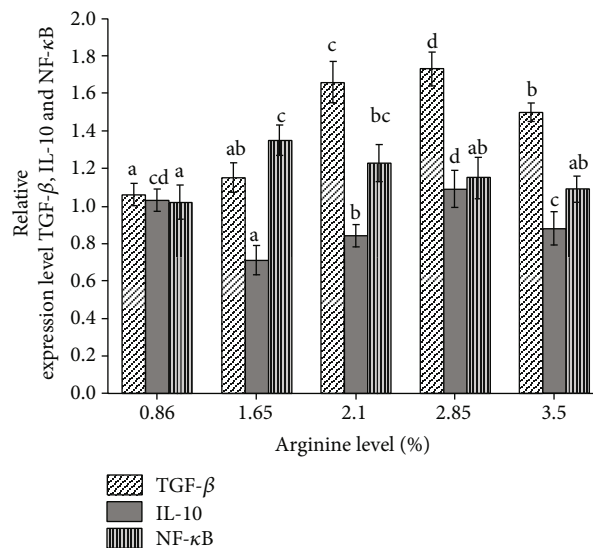 Relative
expression level TGF-β, IL-10 and NF-κB
2.0
1.8
1.6
1.4
1.2
1.0
0.8
0.6
0.4
0.2
0.0
a cd a
ab a c
c b bc
d d ab
b c ab
0.86 1.65 2.1 2.85 3.5
Arginine level (%)
TGF-β
IL-10
NF-κB